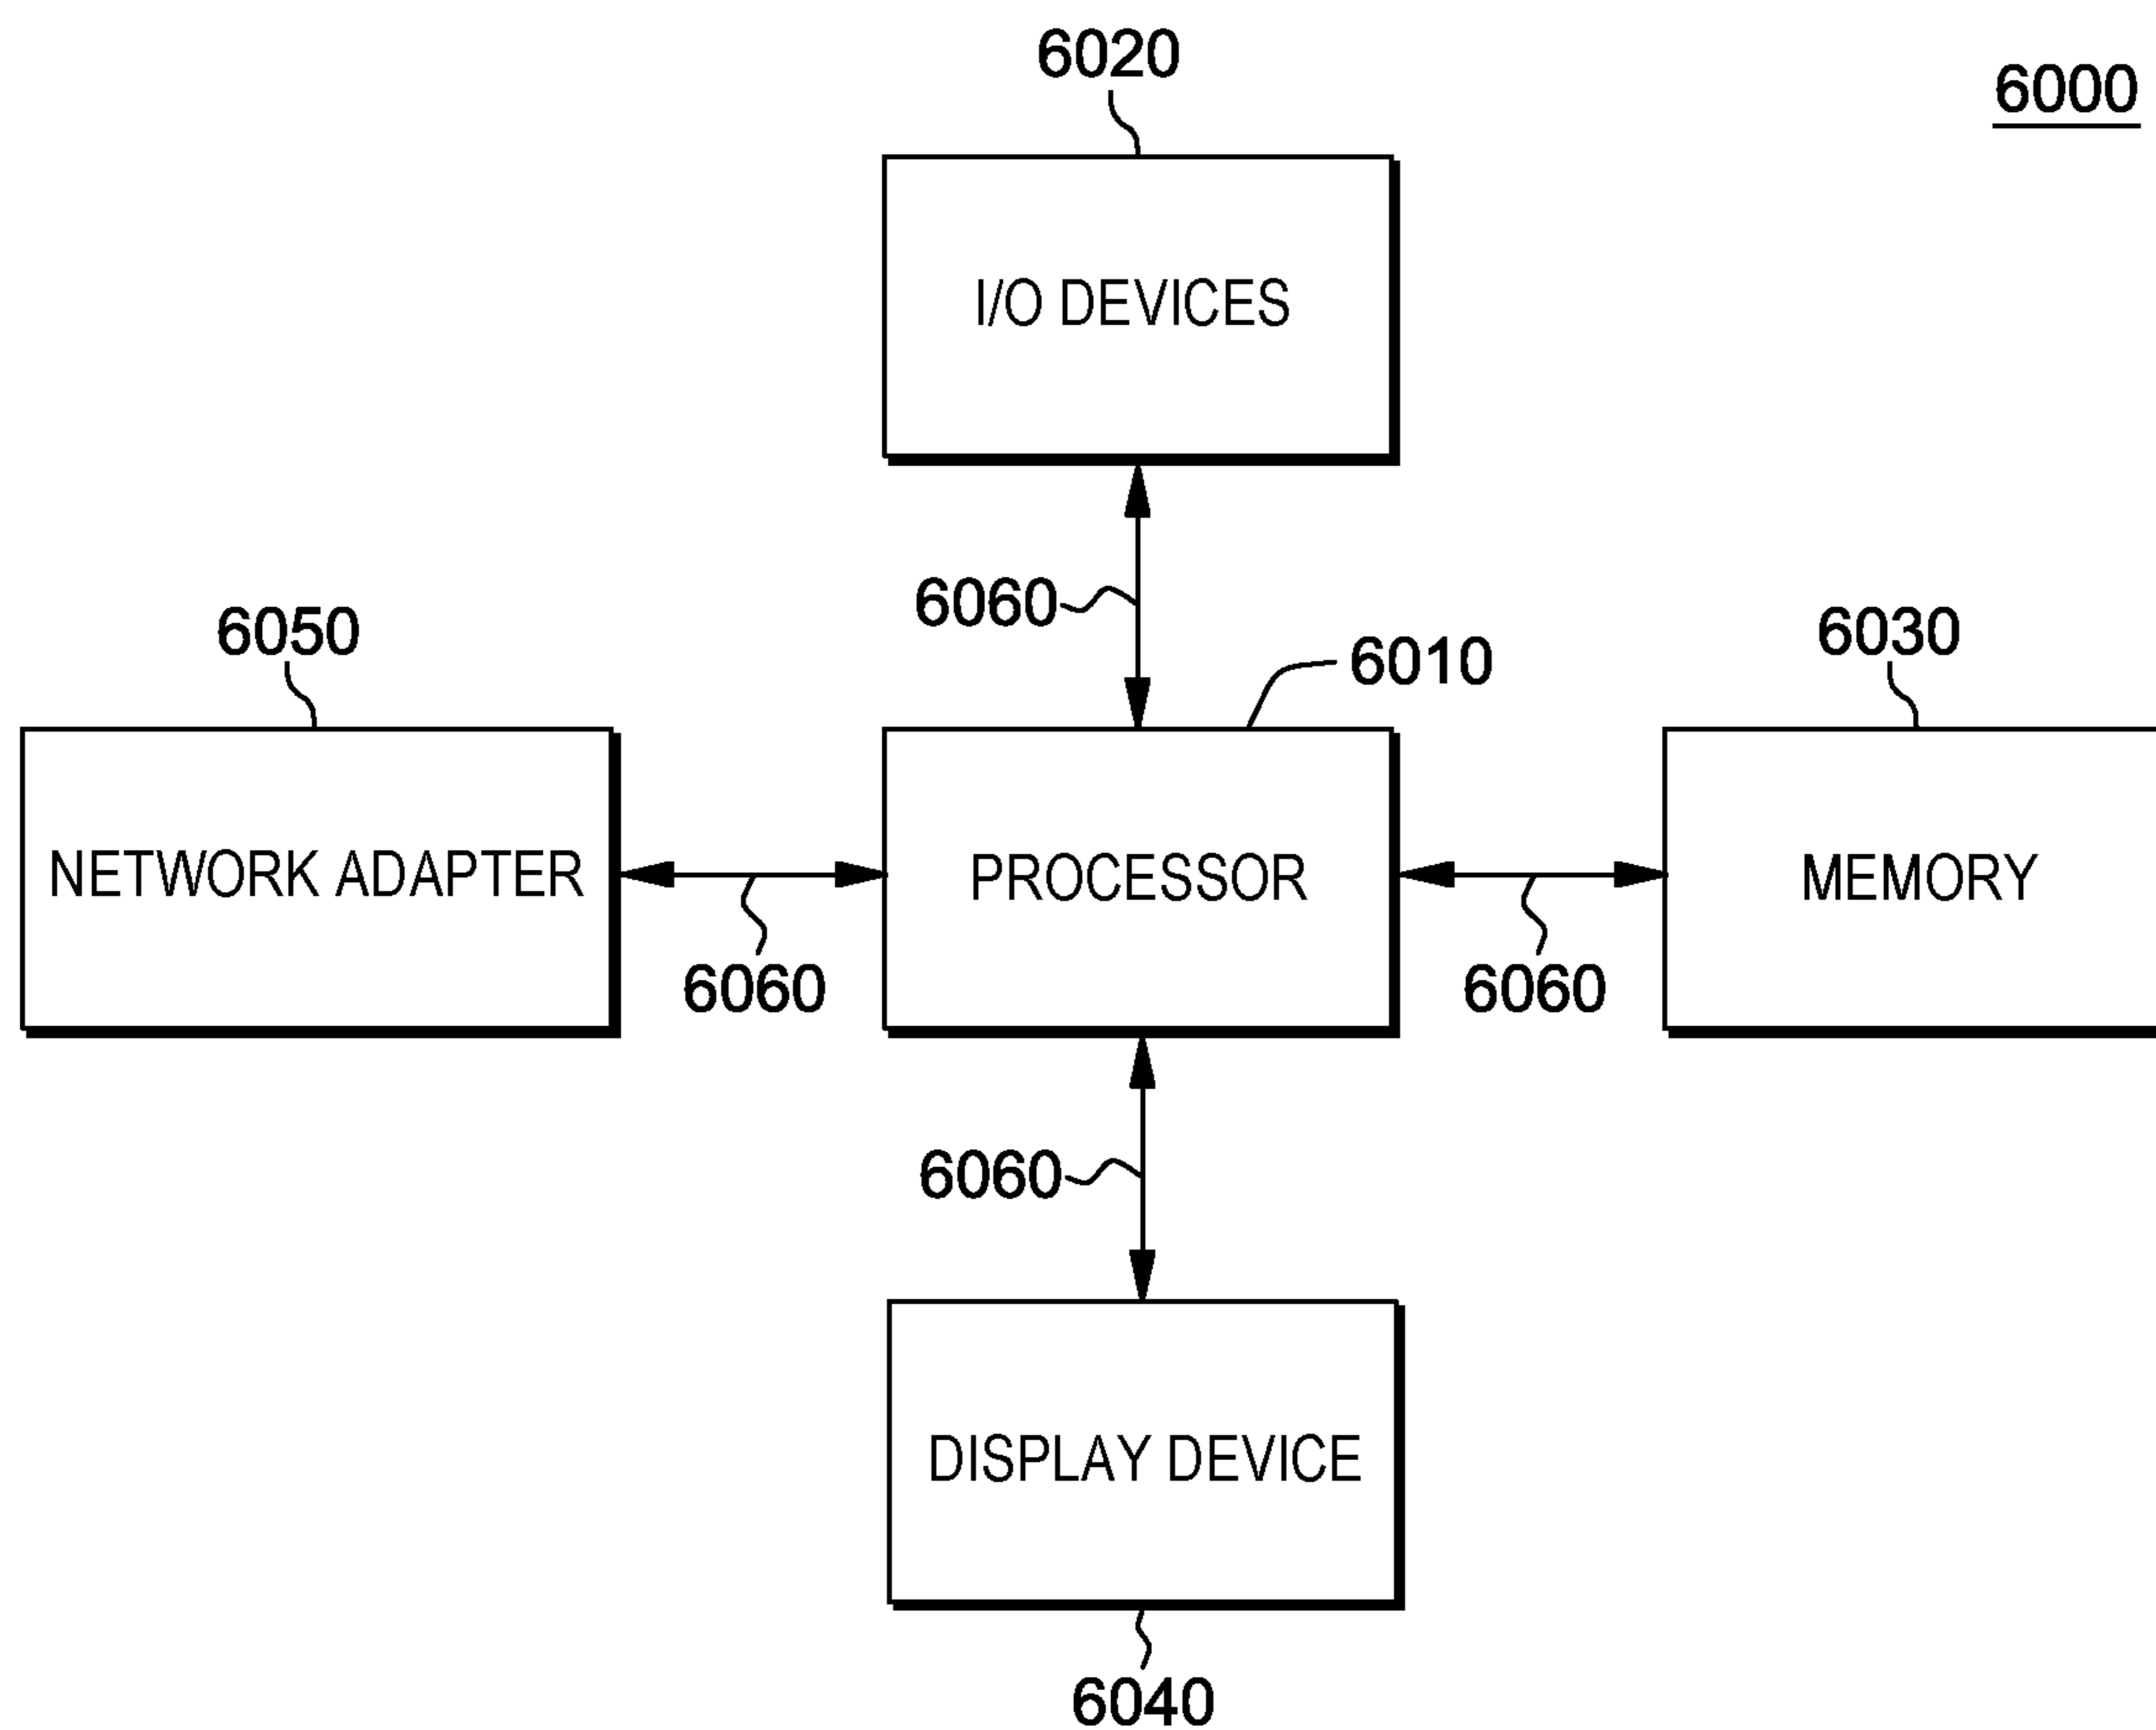 6020
6000
I/O DEVICES
6060
6050
6010
6030
NETWORK ADAPTER
PROCESSOR
MEMORY
6060
6060
6060
DISPLAY DEVICE
6040